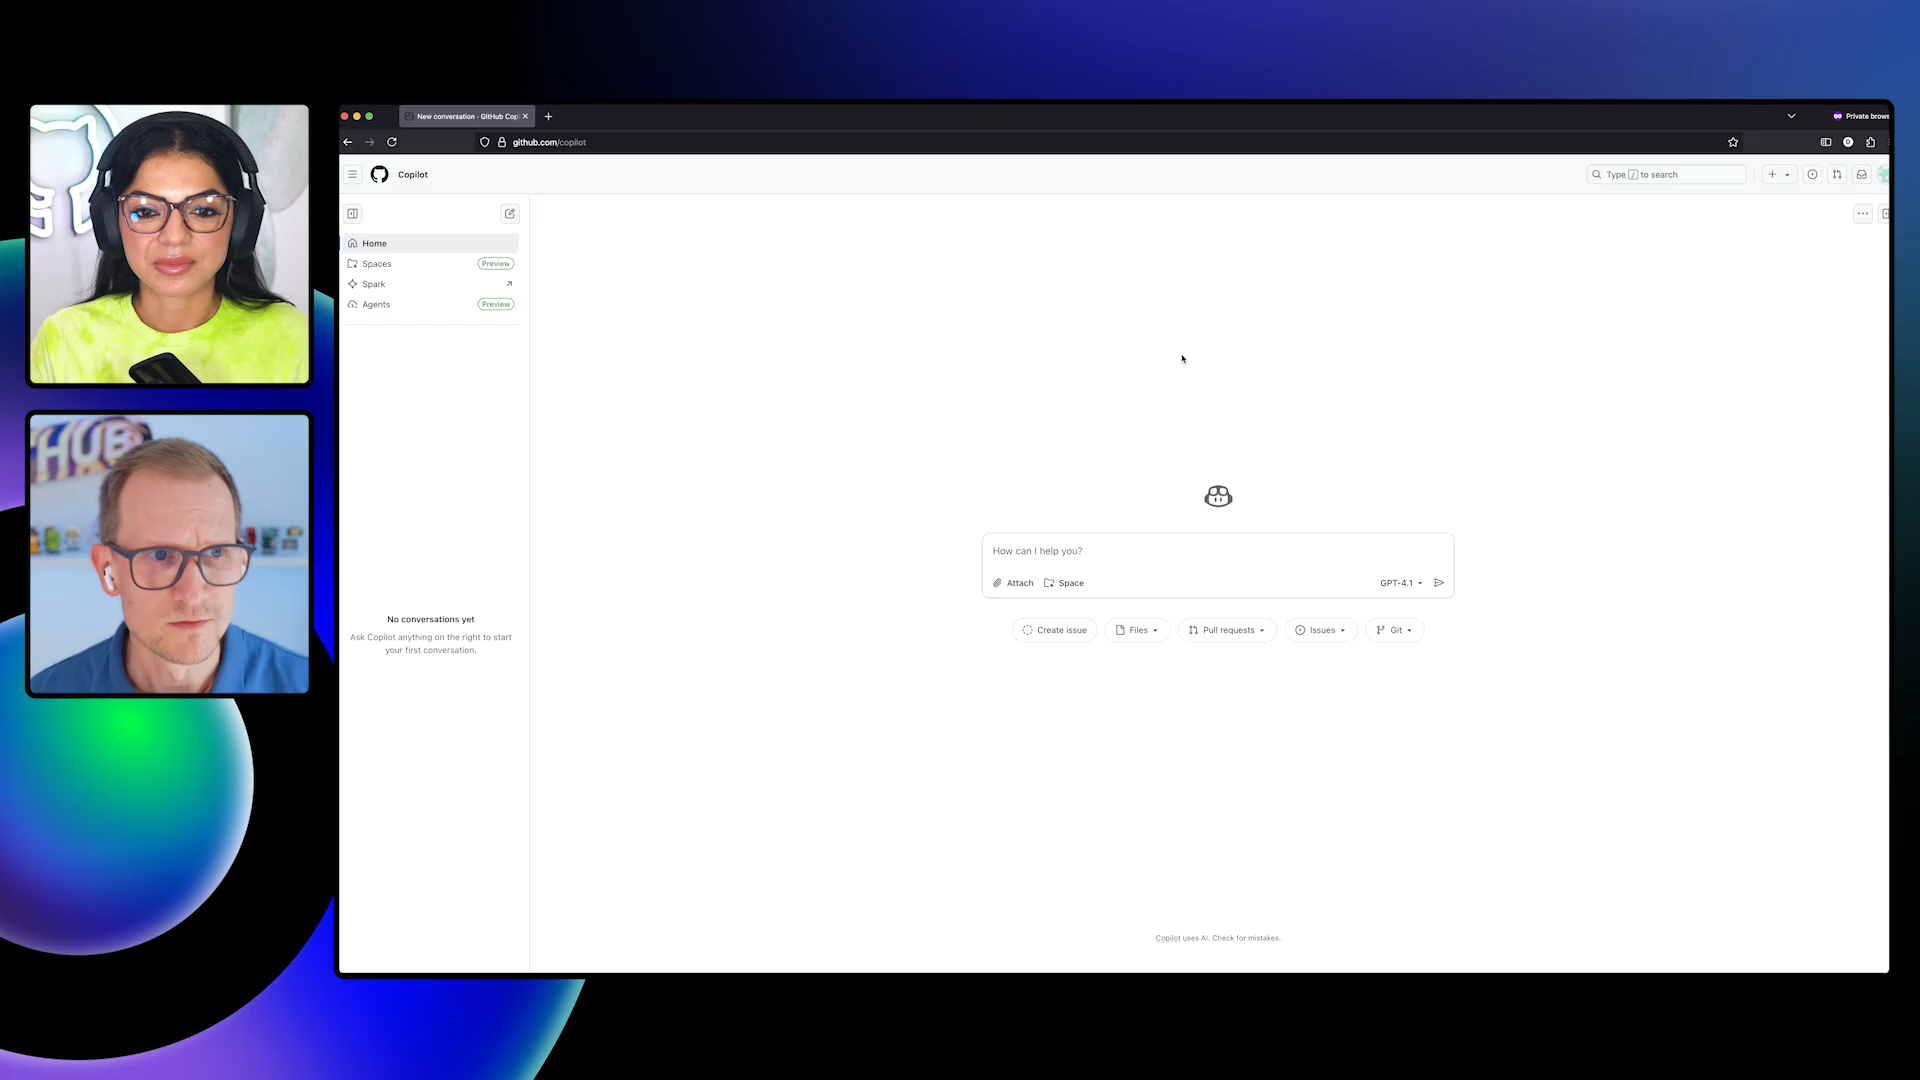 New conversation · GitHub Cop
Private brows
github.com/copilot
Copilot
Type / to search
Home
Spaces
Preview
Spark
Agents
Preview
No conversations yet
Ask Copilot anything on the right to start
your first conversation.
How can I help you?
Attach
Space
GPT-4.1
Create issue
Files
Pull requests
Issues
Git
Copilot uses AI. Check for mistakes.
HUB